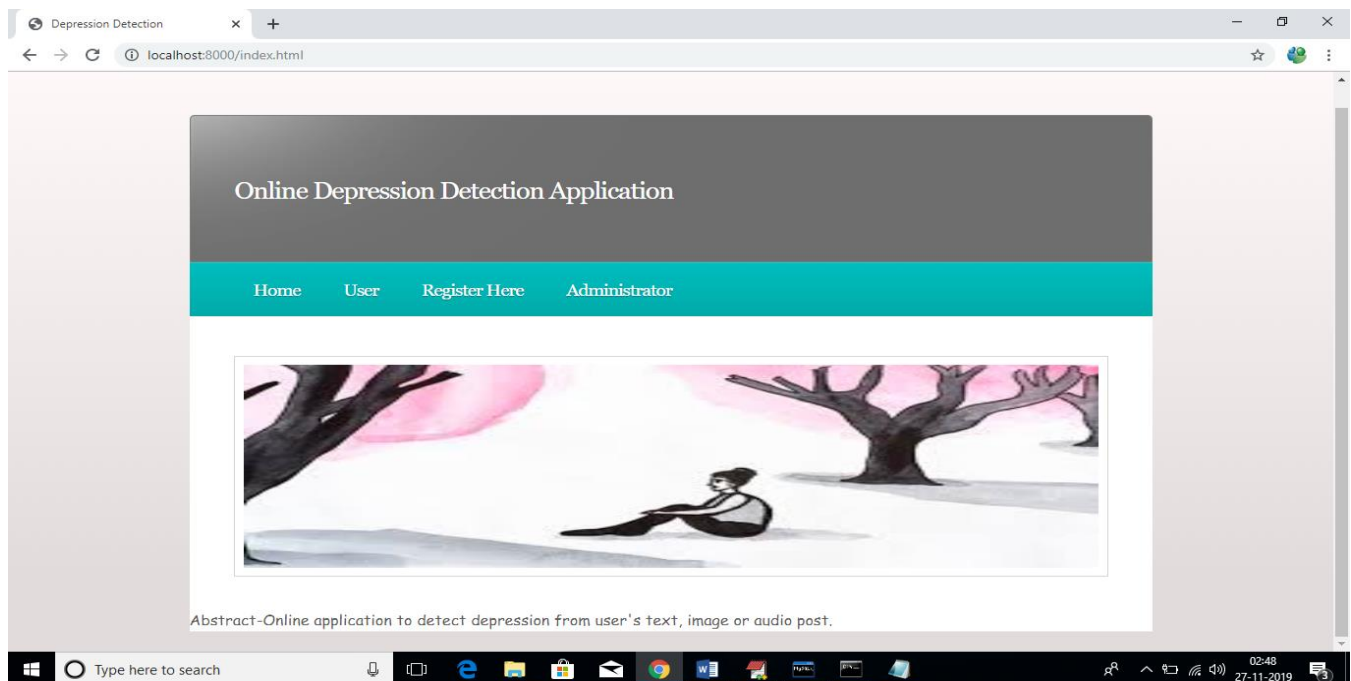 Depression Detection
localhost:8000/index.html
Online Depression Detection Application
Home User Register Here Administrator
Abstract-Online application to detect depression from user's text, image or audio post.
Type here to search
02:48
27-11-2019
3